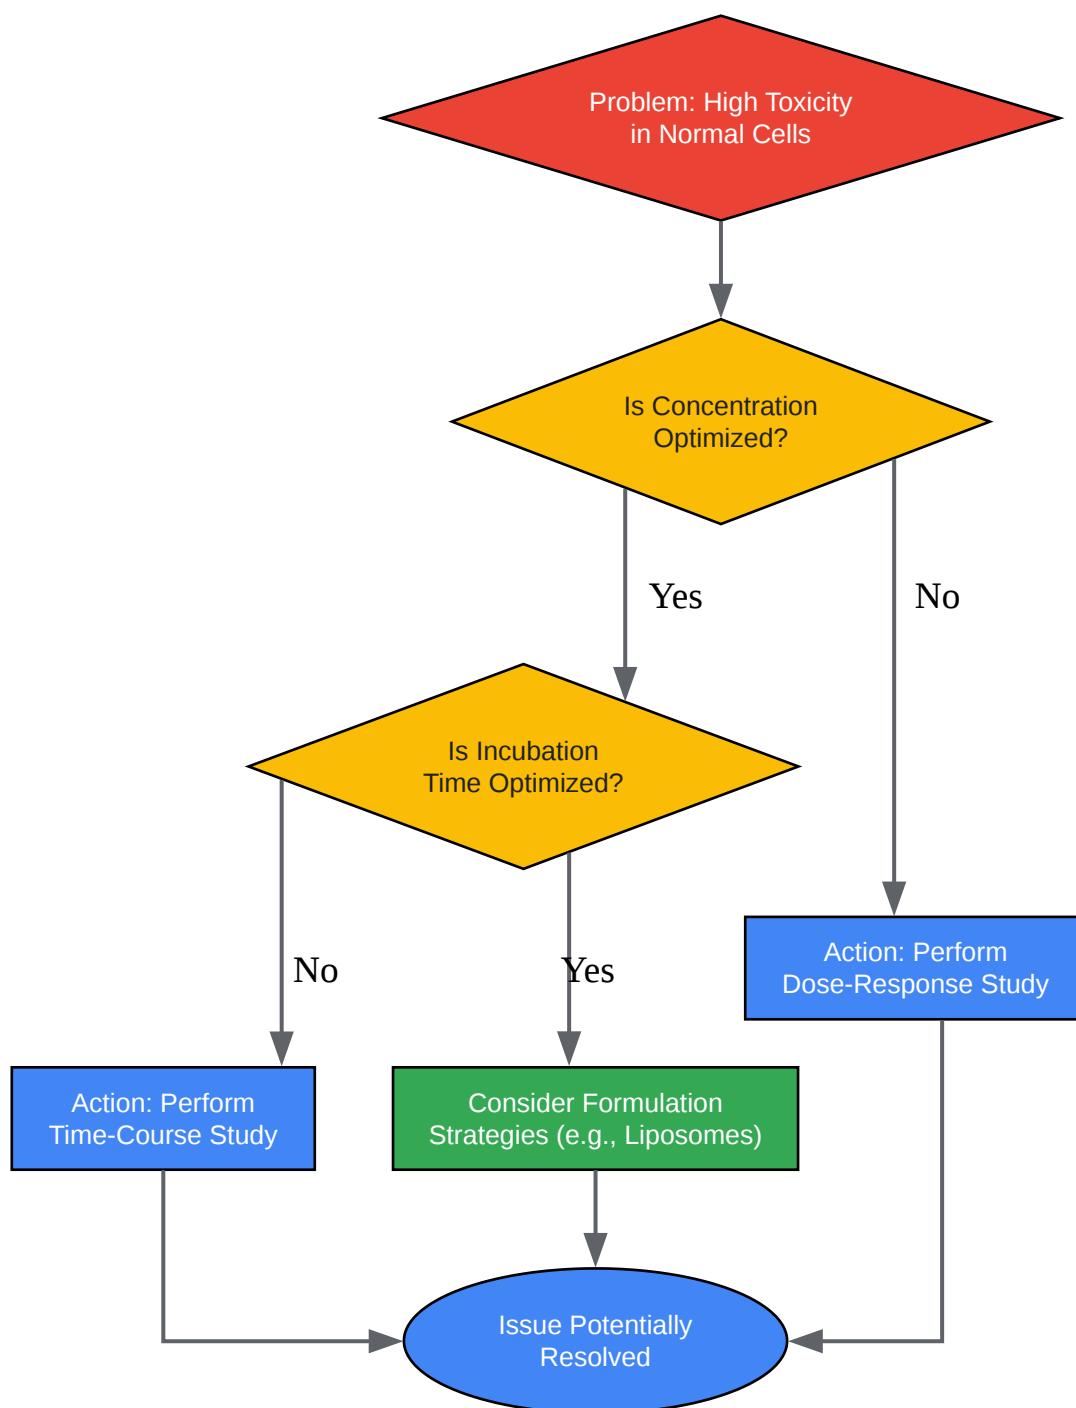 Problem: High Toxicity
in Normal Cells
Is Concentration
Optimized?
Yes
No
Is Incubation
Time Optimized?
No
Yes
Action: Perform
Dose-Response Study
Action: Perform
Time-Course Study
Consider Formulation
Strategies (e.g., Liposomes)
Issue Potentially
Resolved